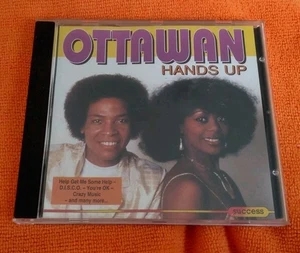 OTTAWAN
HANDS UP
Help Get Me Some Help -
D.I.S.C.O. - You're OK -
Crazy Music
- and many more...
success